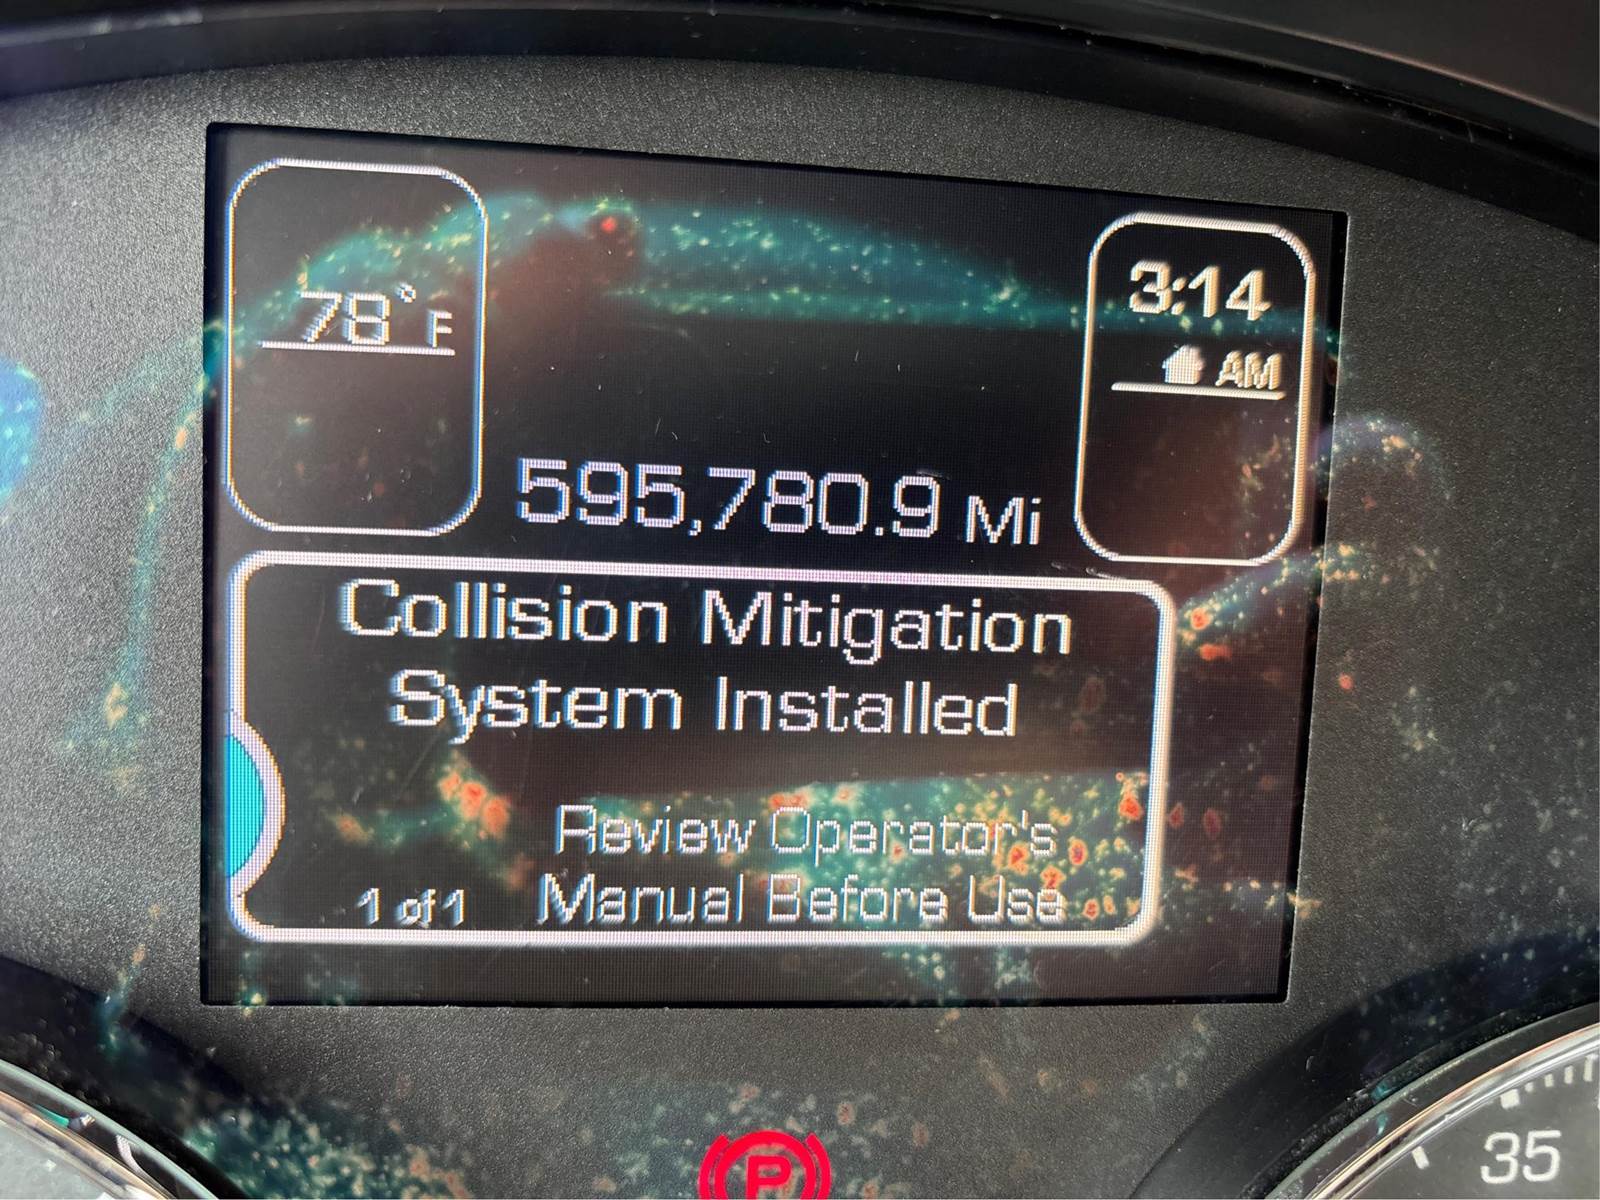 78° F
3:14
AM
595,780.9 Mi
Collision Mitigation
System Installed
Review Operator's
1 of 1 Manual Before Use
P
35